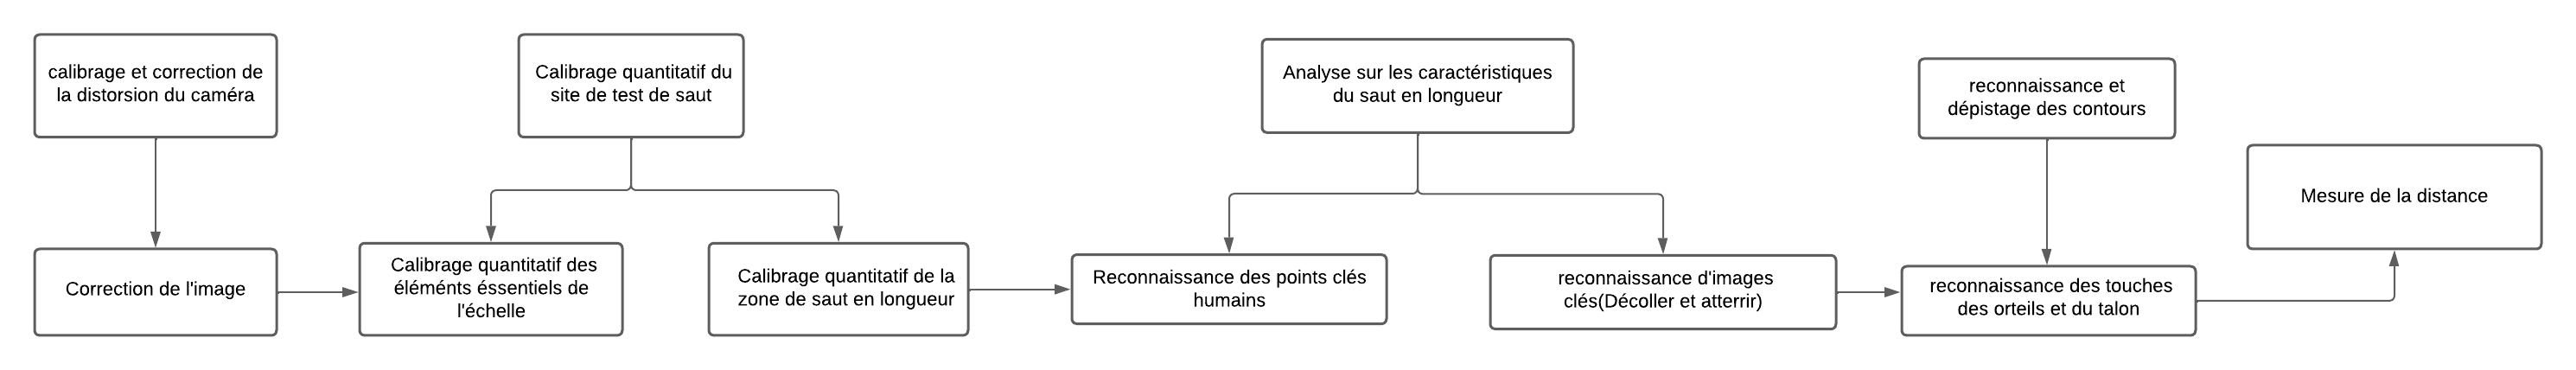 calibrage et correction de
la distorsion du caméra
Calibrage quantitatif du
site de test de saut
Analyse sur les caractéristiques
du saut en longueur
reconnaissance et
dépistage des contours
Mesure de la distance
Correction de l'image
Calibrage quantitatif des
éléménts éssentiels de
l'échelle
Calibrage quantitatif de la
zone de saut en longueur
Reconnaissance des points clés
humains
reconnaissance d'images
clés(Décoller et atterrir)
reconnaissance des touches
des orteils et du talon